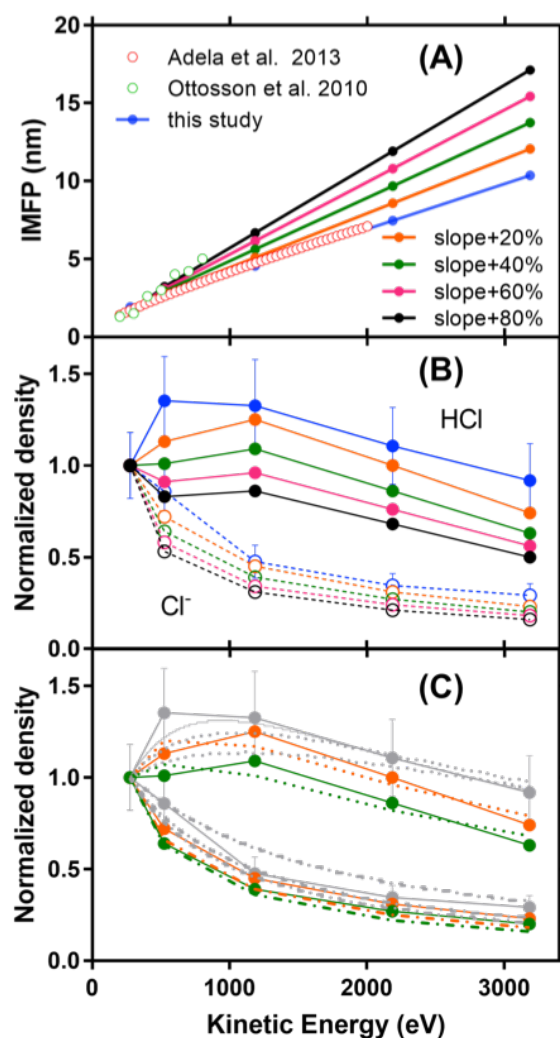 (A)
20
15
10
5
0
IMFP (nm)
Adela et al. 2013
Ottosson et al. 2010
this study
slope+20%
slope+40%
slope+60%
slope+80%
(B)
1.5
1.0
0.5
0.0
Normalized density
HCl
Cl⁻
(C)
1.5
1.0
0.5
0.0
Normalized density
0 1000 2000 3000
Kinetic Energy (eV)